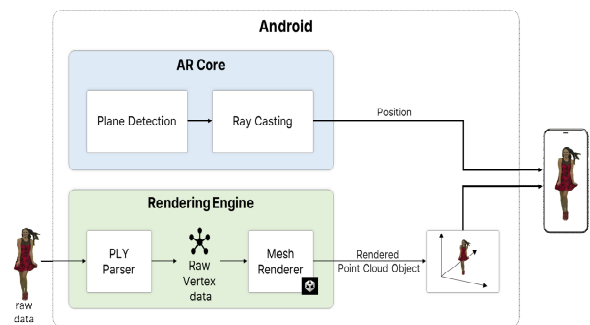 Android
AR Core
Plane Detection
Ray Casting
Position
Rendering Engine
PLY
Parser
Raw
Vertex
data
Mesh
Renderer
Rendered
Point Cloud Object
raw
data